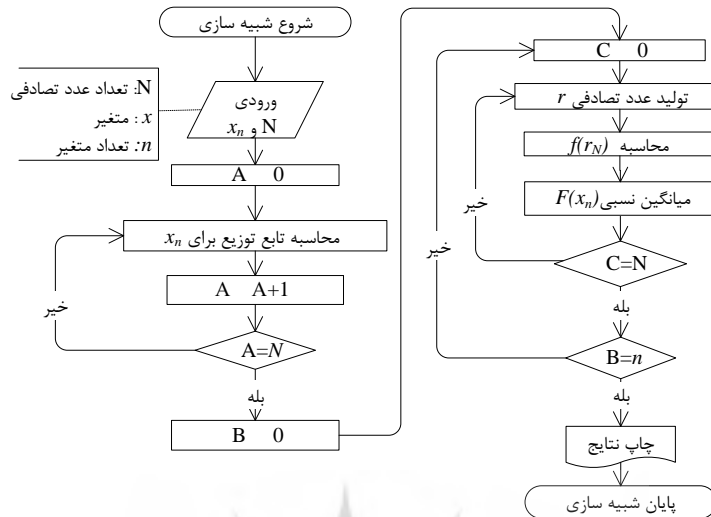 شروع شبیه سازی
ورودی
N و xn
N: تعداد عدد تصادفی
x : متغیر
n: تعداد متغیر
A 0
محاسبه تابع توزیع برای xn
A A+1
A=N
خیر
بله
B 0
C 0
تولید عدد تصادفی r
محاسبه f(rN)
میانگین نسبی F(xn)
C=N
خیر
بله
B=n
خیر
بله
چاپ نتایج
پایان شبیه سازی